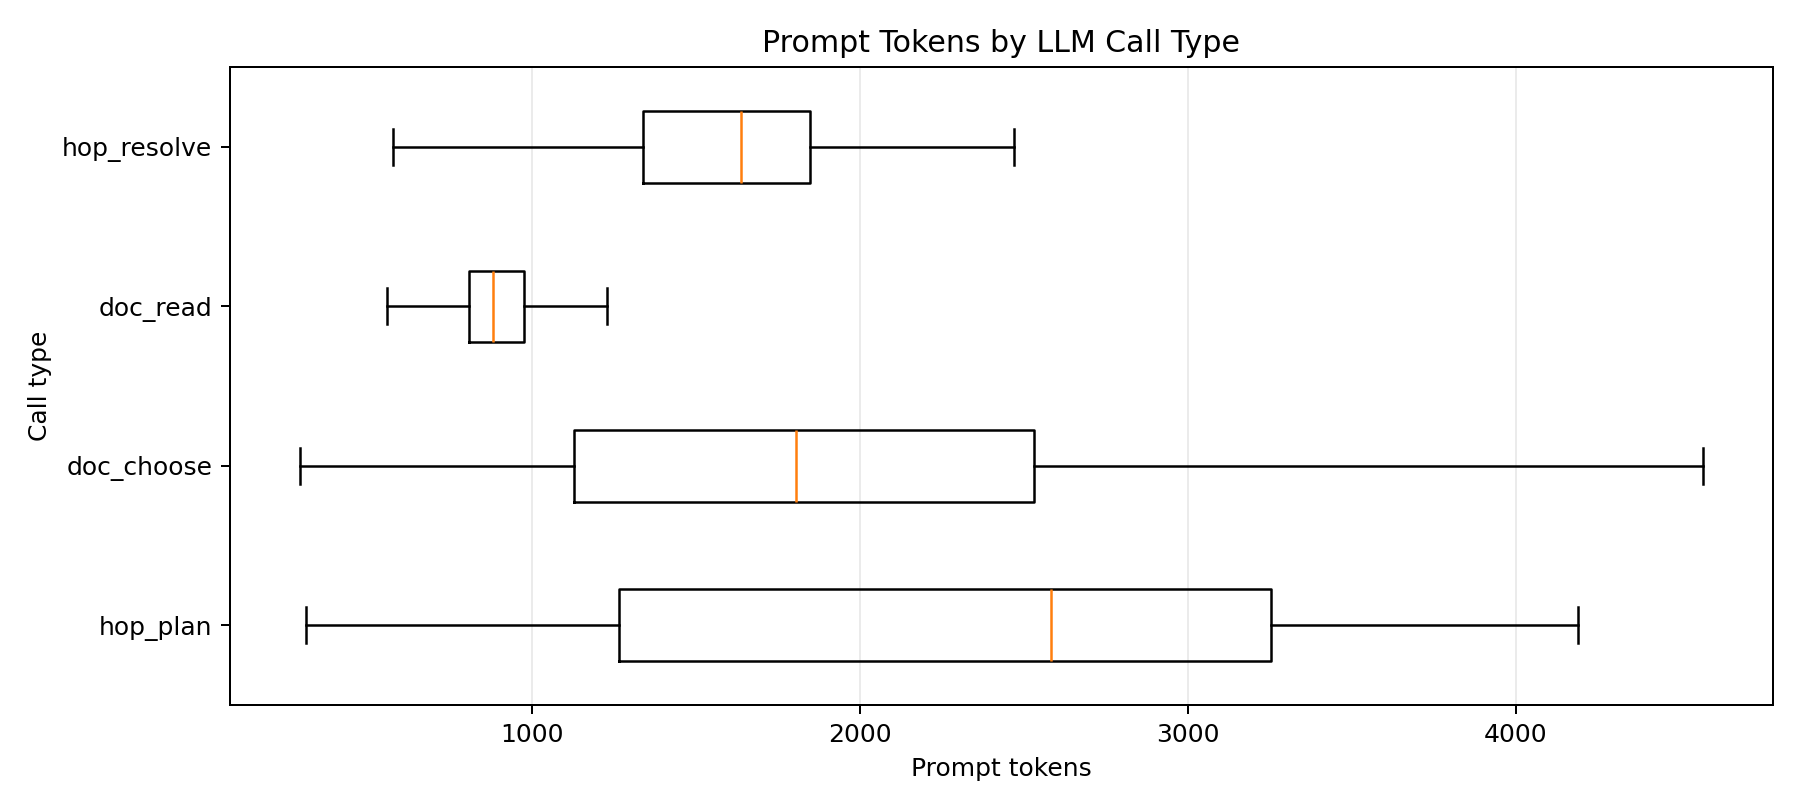 Prompt Tokens by LLM Call Type
hop_resolve
doc_read
doc_choose
hop_plan
Call type
1000 2000 3000 4000
Prompt tokens